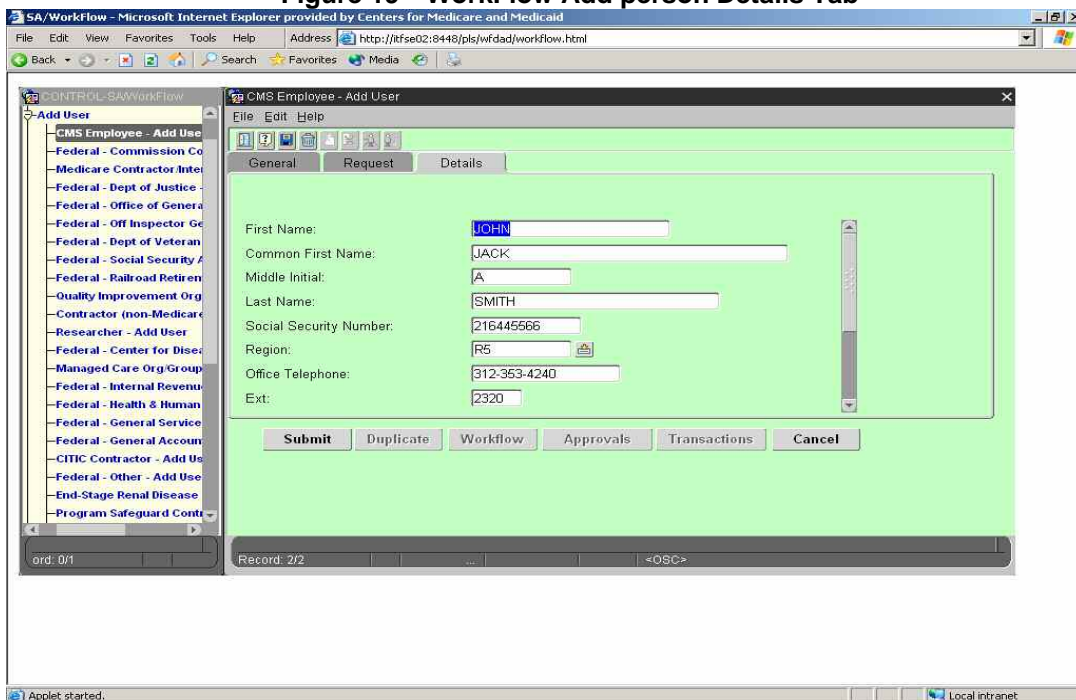 Figure 15 - WorkFlow Add person Details Tab
SA/WorkFlow - Microsoft Internet Explorer provided by Centers for Medicare and Medicaid
File Edit View Favorites Tools Help Address http://itfse02:8448/pls/wfdad/workflow.html
Back Search Favorites Media
CONTROL-SA/WorkFlow
Add User
CMS Employee - Add Use
Federal - Commission Co
Medicare Contractor/Inte
Federal - Dept of Justice -
Federal - Office of Genera
Federal - Off Inspector Ge
Federal - Dept of Veteran
Federal - Social Security A
Federal - Railroad Retiren
Quality Improvement Org
Contractor (non-Medicare
Researcher - Add User
Federal - Center for Disea
Managed Care Org/Group
Federal - Internal Revenu
Federal - Health & Human
Federal - General Service
Federal - General Accoun
CITIC Contractor - Add Us
Federal - Other - Add Use
End-Stage Renal Disease
Program Safeguard Contr
ord: 0/1
CMS Employee - Add User
File Edit Help
General Request Details
First Name: JOHN
Common First Name: JACK
Middle Initial: A
Last Name: SMITH
Social Security Number: 216445566
Region: R5
Office Telephone: 312-353-4240
Ext: 2320
Submit Duplicate Workflow Approvals Transactions Cancel
Record: 2/2 ... <OSC>
Applet started. Local intranet